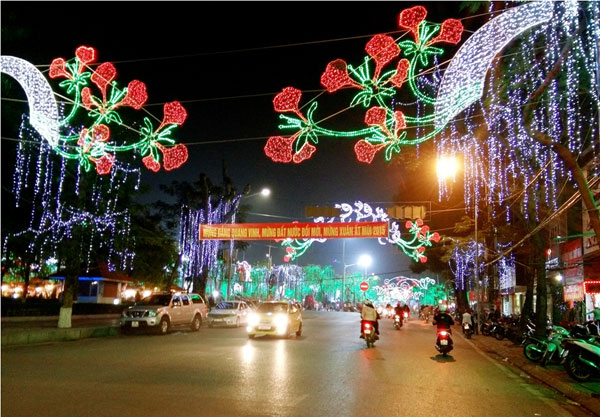 MỪNG ĐẢNG QUANG VINH, MỪNG ĐẤT NƯỚC ĐỔI MỚI, MỪNG XUÂN ẤT MÙI 2015